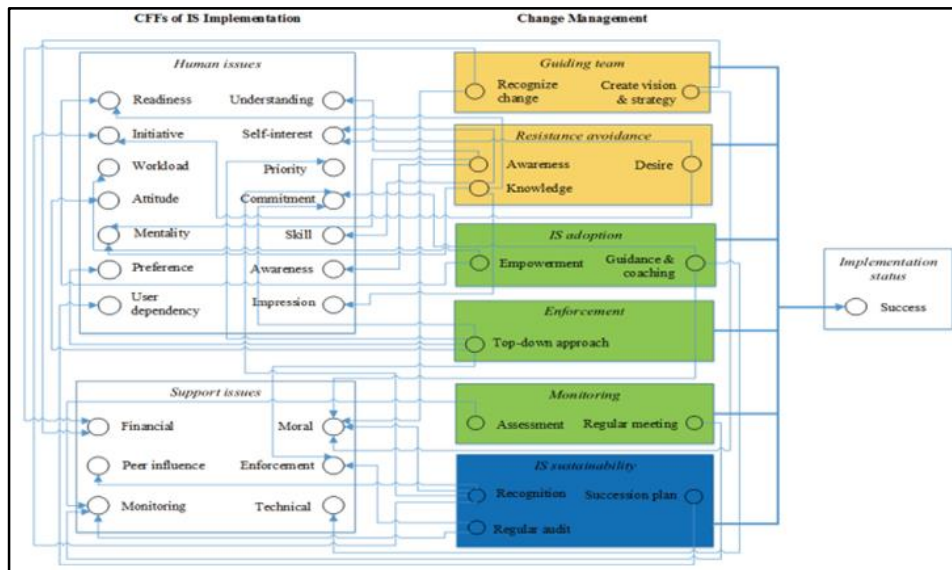 CFFs of IS Implementation
Change Management
Human issues
Readiness
Understanding
Initiative
Self-interest
Workload
Priority
Attitude
Commitment
Mentality
Skill
Preference
Awareness
User
dependency
Impression
Support issues
Financial
Moral
Peer influence
Enforcement
Monitoring
Technical
Guiding team
Recognize
change
Create vision
& strategy
Resistance avoidance
Awareness
Desire
Knowledge
IS adoption
Empowerment
Guidance &
coaching
Enforcement
Top-down approach
Monitoring
Assessment
Regular meeting
IS sustainability
Recognition
Succession plan
Regular audit
Implementation
status
Success